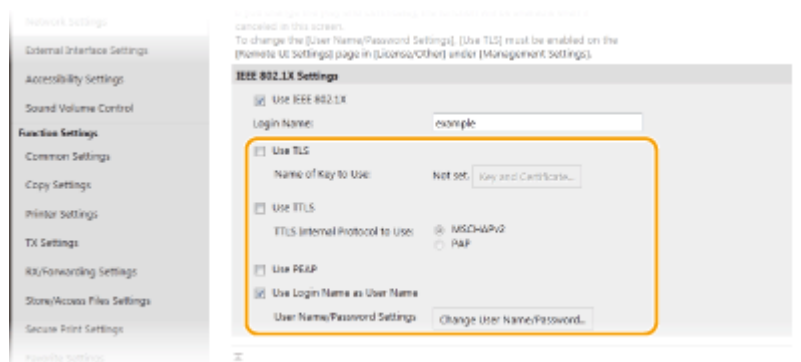 Network Settings
External Interface Settings
Accessibility Settings
Sound Volume Control
Function Settings
Common Settings
Copy Settings
Printer Settings
TX Settings
RX/Forwarding Settings
Store/Access Files Settings
Secure Print Settings
Favorite Settings
canceled in this screen.
To change the [User Name/Password Settings], [Use TLS] must be enabled on the
[Remote UI Settings] page in [License/Other] under [Management Settings].
IEEE 802.1X Settings
Use IEEE 802.1X
Login Name: example
Use TLS
Name of Key to Use: Not set. Key and Certificate...
Use TTLS
TTLS Internal Protocol to Use: MSCHAPv2
PAP
Use PEAP
Use Login Name as User Name
User Name/Password Settings Change User Name/Password...